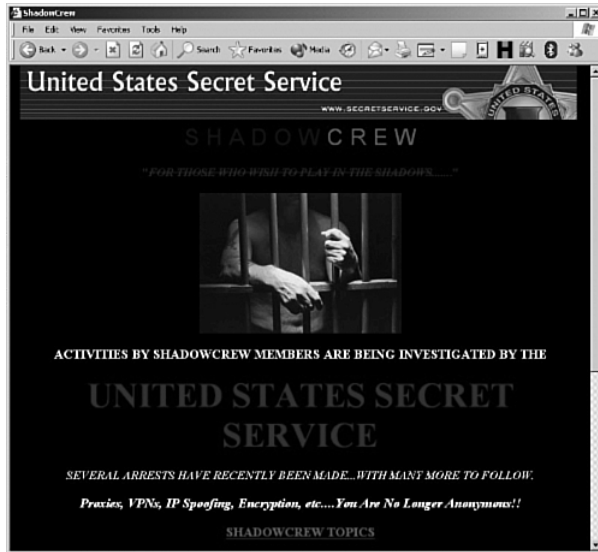 ShadowCrew
File Edit View Favorites Tools Help
Back Search Favorites Media
United States Secret Service
WWW.SECRETSERVICE.GOV
UNITED STATES
SHADOWCREW
"FOR THOSE WHO WISH TO PLAY IN THE SHADOWS......"
ACTIVITIES BY SHADOWCREW MEMBERS ARE BEING INVESTIGATED BY THE
UNITED STATES SECRET
SERVICE
SEVERAL ARRESTS HAVE RECENTLY BEEN MADE...WITH MANY MORE TO FOLLOW.
Proxies, VPNs, IP Spoofing, Encryption, etc....You Are No Longer Anonymous!!
SHADOWCREW TOPICS